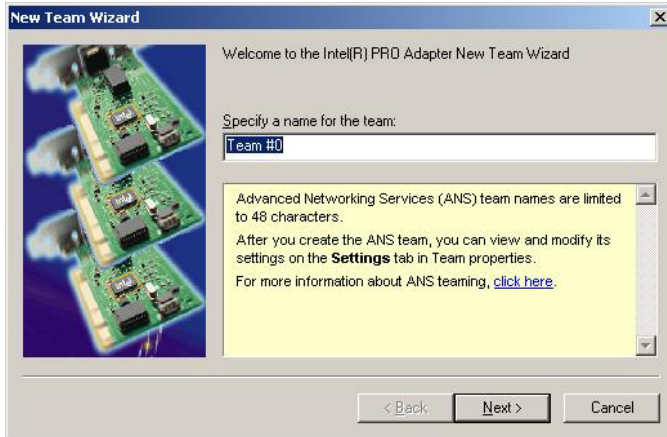 New Team Wizard
Welcome to the Intel(R) PRO Adapter New Team Wizard
Specify a name for the team:
Team #0
Advanced Networking Services (ANS) team names are limited
to 48 characters.
After you create the ANS team, you can view and modify its
settings on the Settings tab in Team properties.
For more information about ANS teaming, click here.
intel
intel
intel
< Back
Next >
Cancel